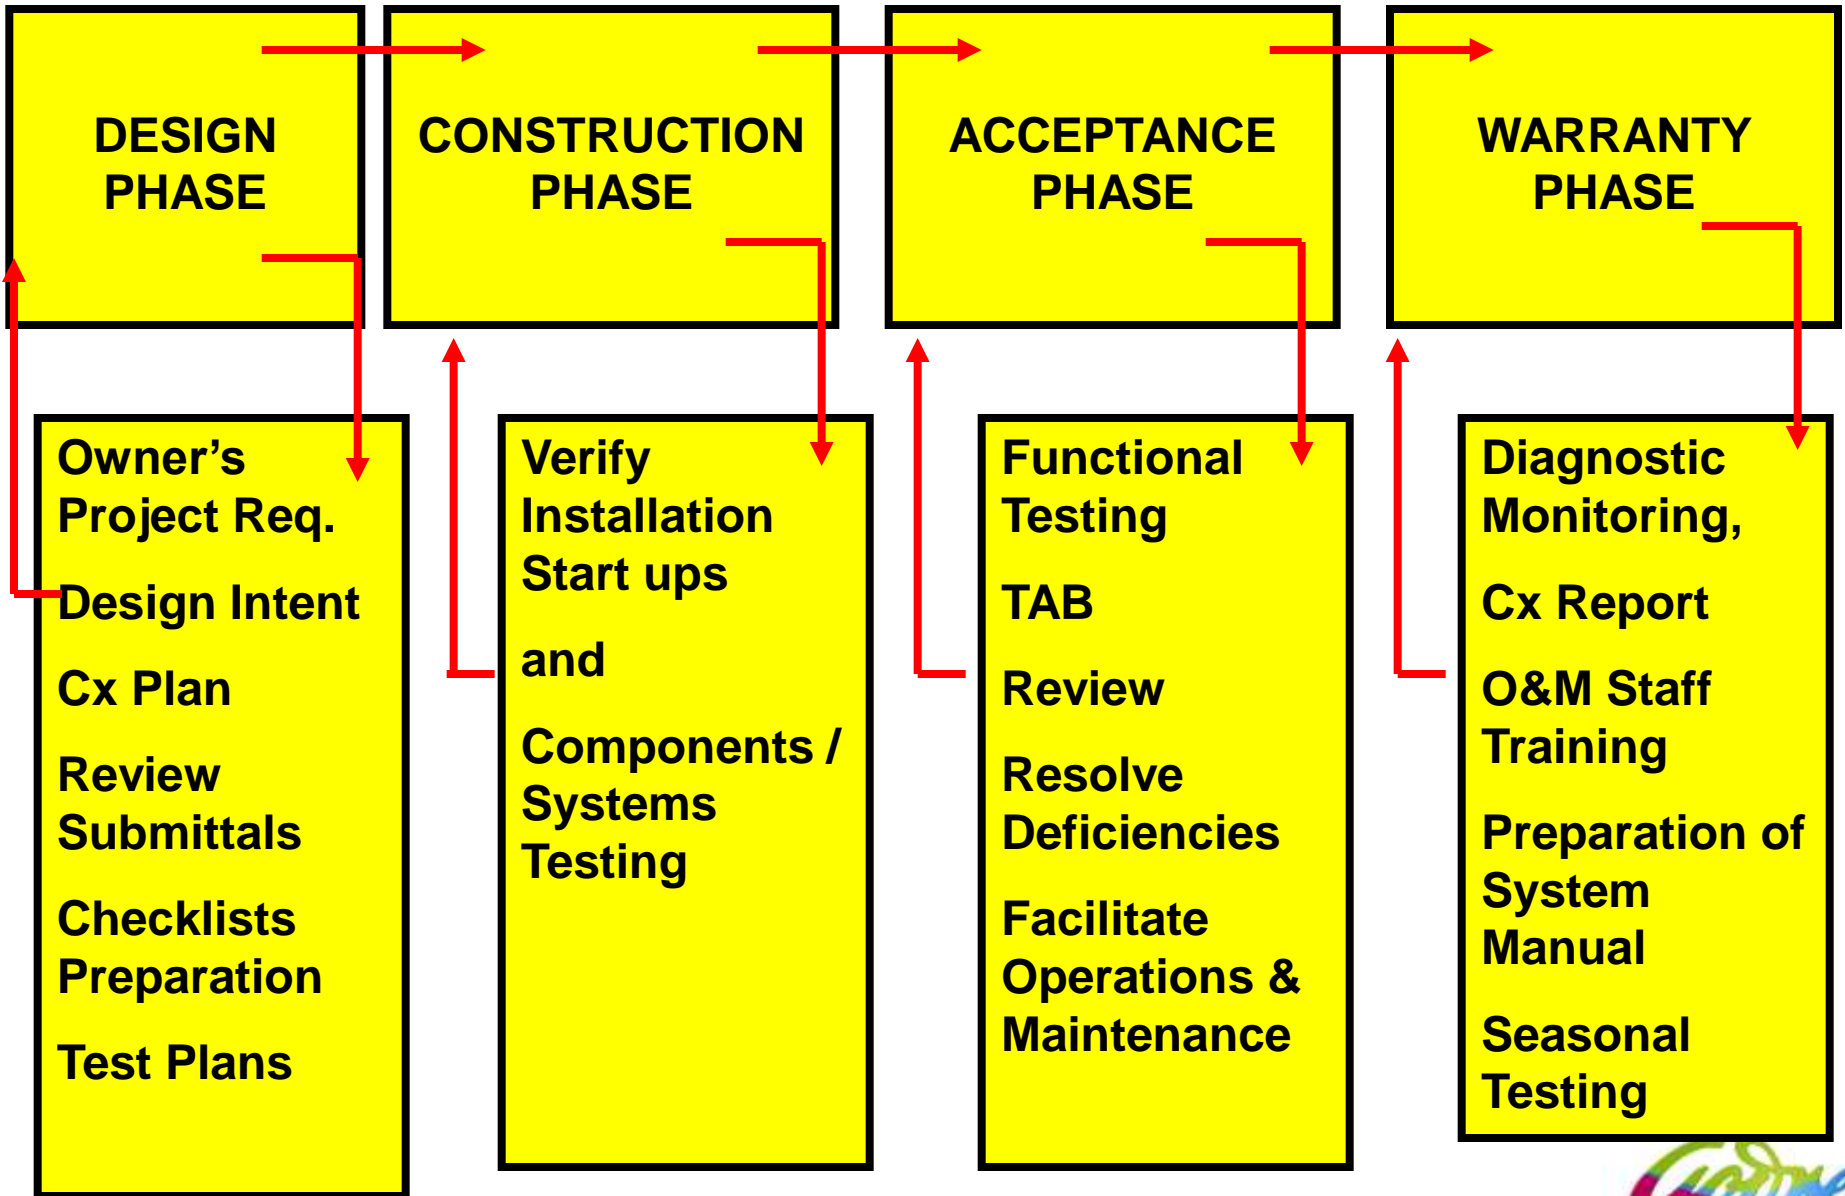 DESIGN
PHASE
CONSTRUCTION
PHASE
ACCEPTANCE
PHASE
WARRANTY
PHASE
Owner’s
Project Req.
Design Intent
Cx Plan
Review
Submittals
Checklists
Preparation
Test Plans
Verify
Installation
Start ups
and
Components /
Systems
Testing
Functional
Testing
TAB
Review
Resolve
Deficiencies
Facilitate
Operations &
Maintenance
Diagnostic
Monitoring,
Cx Report
O&M Staff
Training
Preparation of
System
Manual
Seasonal
Testing